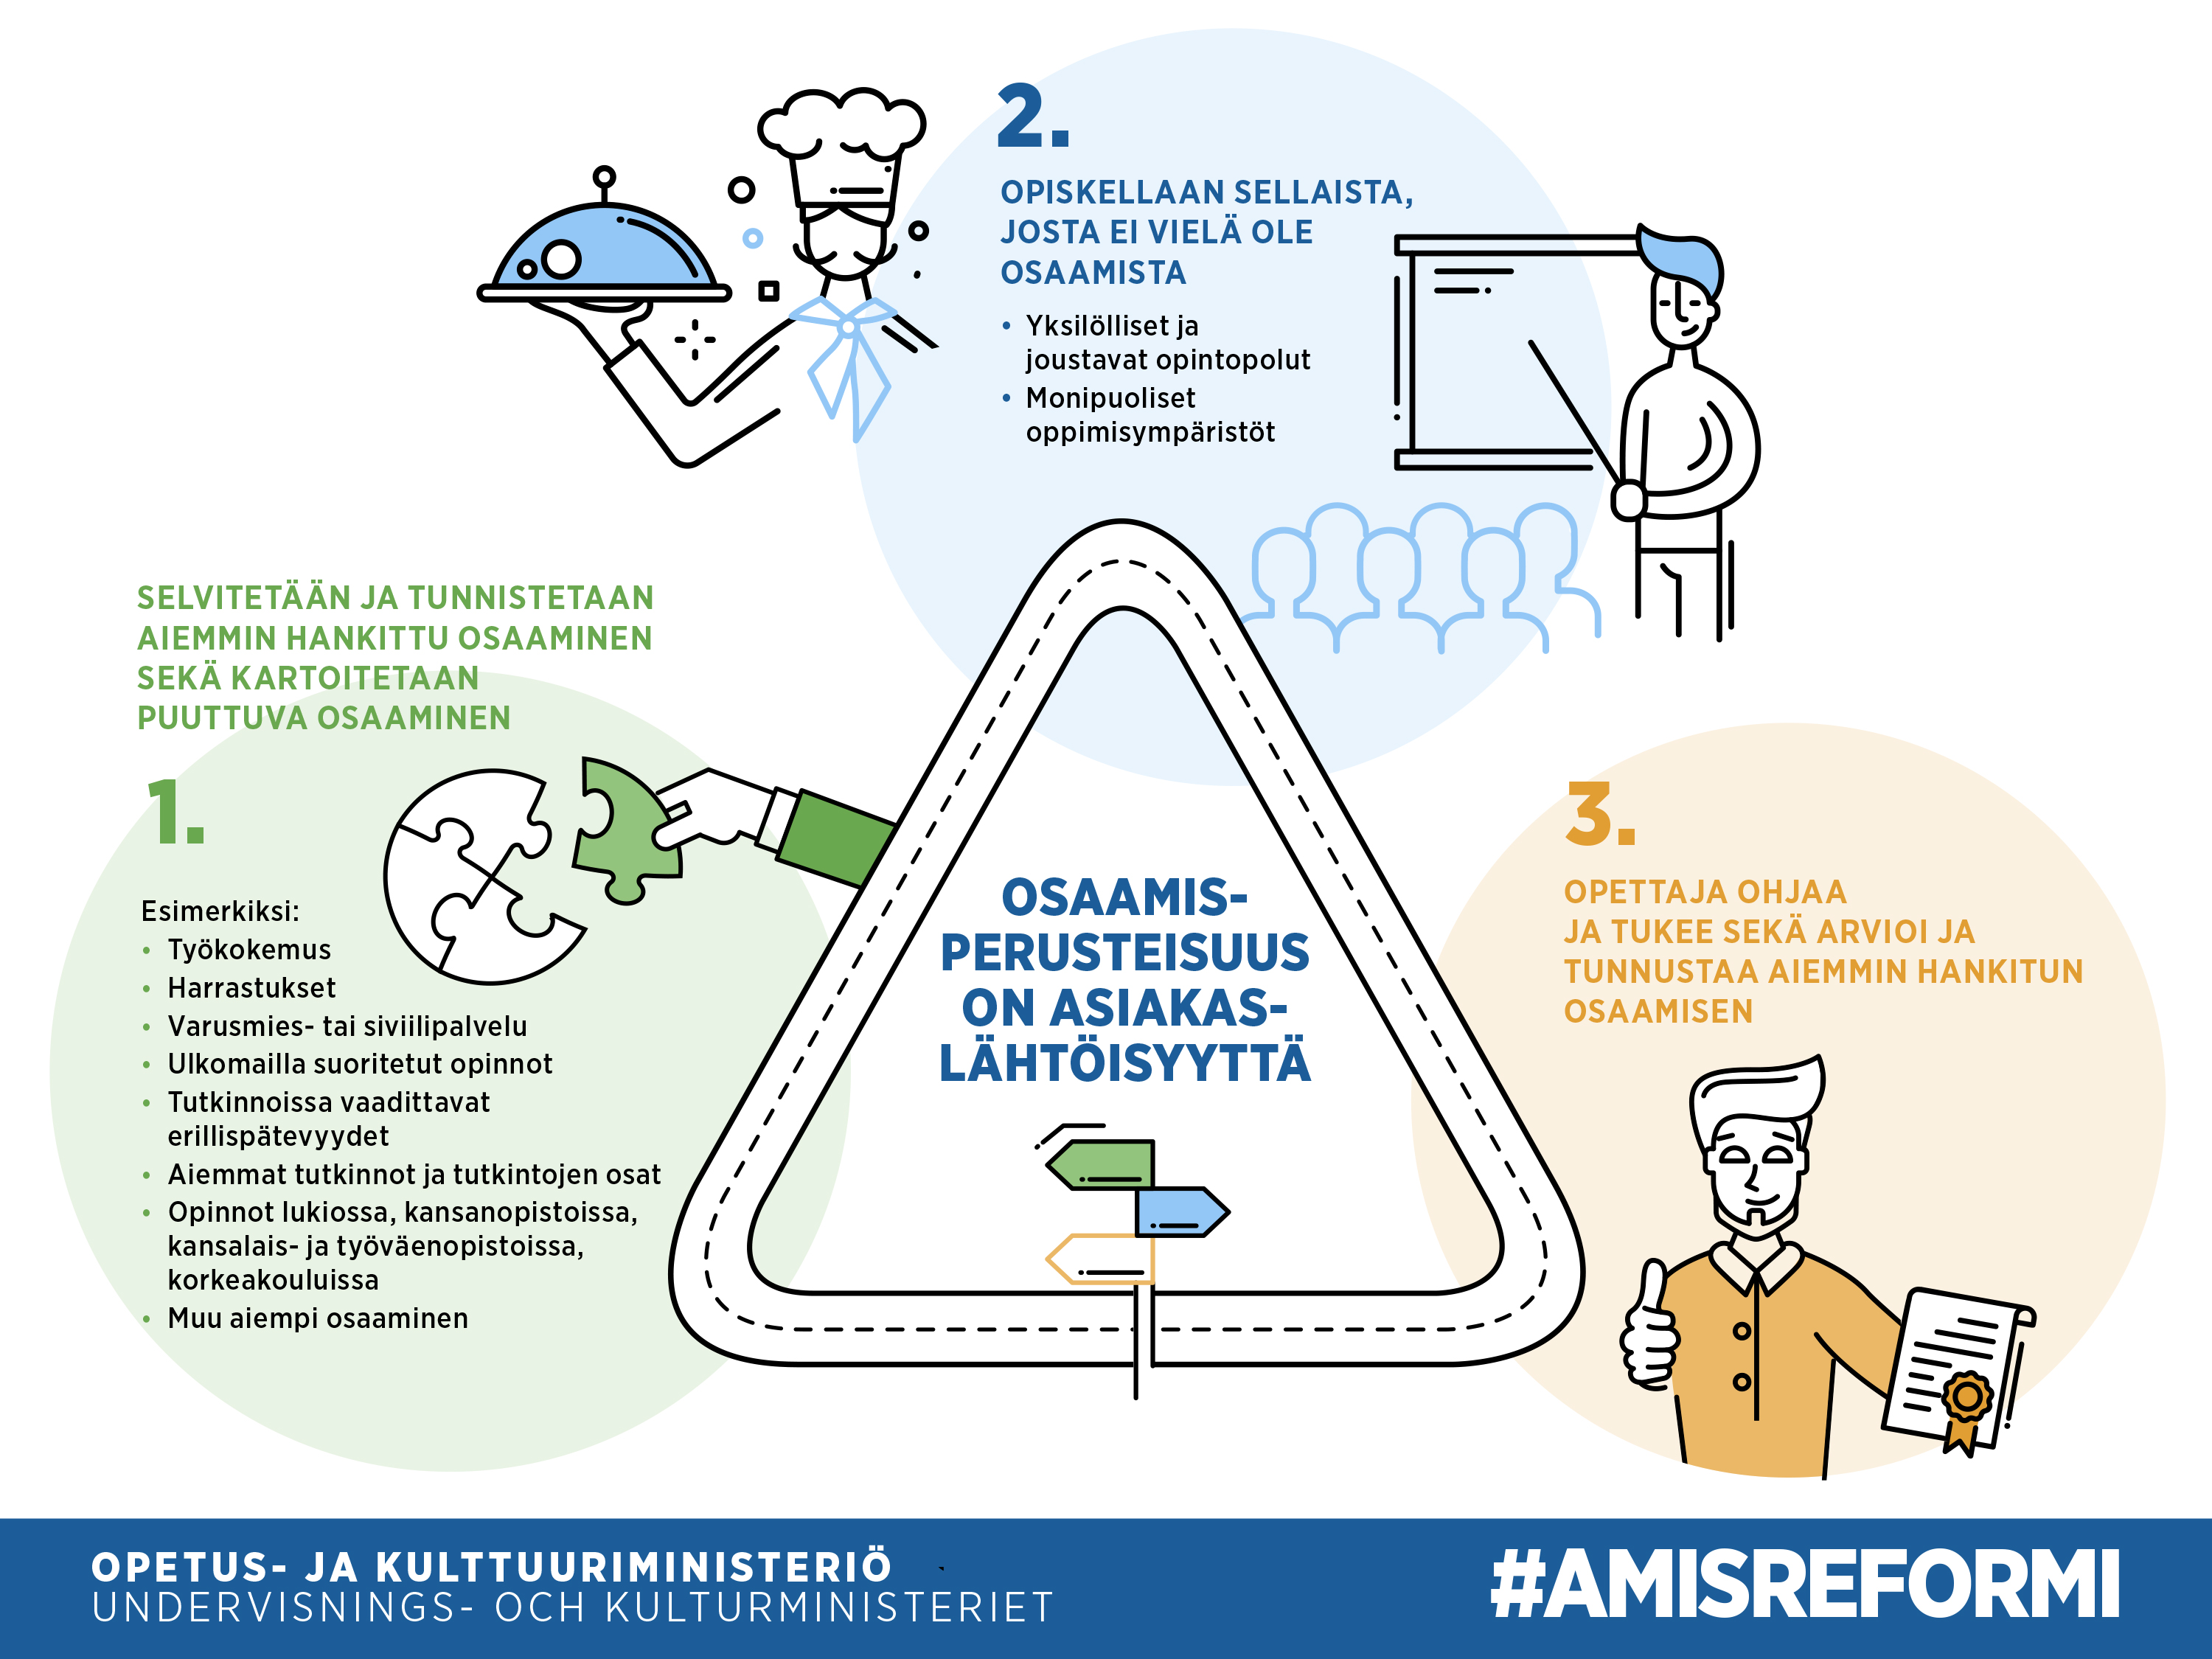 SELVITETÄÄN JA TUNNISTETAAN
AIEMMIN HANKITTU OSAAMINEN
SEKÄ KARTOITETAAN
PUUTTUVA OSAAMINEN
1.
Esimerkiksi:
• Työkokemus
• Harrastukset
• Varusmies- tai siviilipalvelu
• Ulkomailla suoritetut opinnot
• Tutkinnoissa vaadittavat
erillispätevyydet
• Aiemmat tutkinnot ja tutkintojen osat
• Opinnot lukiossa, kansanopistoissa,
kansalais- ja työväenopistoissa,
korkeakouluissa
• Muu aiempi osaaminen
2.
OPISKELLAAN SELLAISTA,
JOSTA EI VIELÄ OLE
OSAAMISTA
• Yksilölliset ja
joustavat opintopolut
• Monipuoliset
oppimisympäristöt
OSAAMIS-
PERUSTEISUUS
ON ASIAKAS-
LÄHTÖISYYTTÄ
3.
OPETTAJA OHJAA
JA TUKEE SEKÄ ARVIOI JA
TUNNUSTAA AIEMMIN HANKITUN
OSAAMISEN
OPETUS- JA KULTTUURIMINISTERIÖ
UNDERVISNINGS- OCH KULTURMINISTERIET
#AMISREFORMI